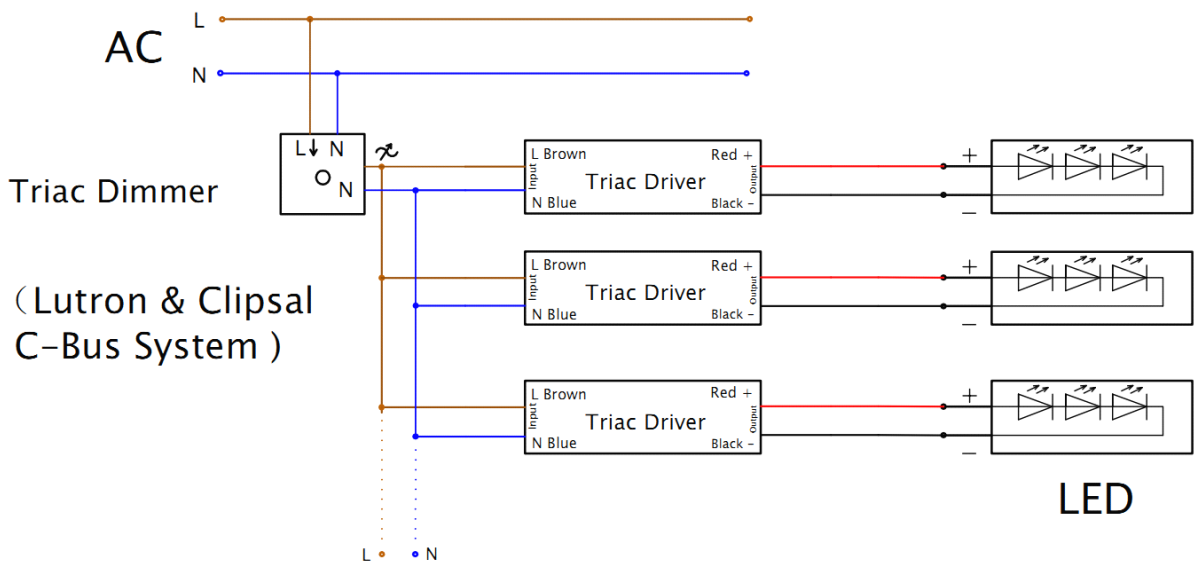 L
AC
N
L N
N
Triac Dimmer
（Lutron & Clipsal
C-Bus System )
L Brown
Input
N Blue
Triac Driver
Red +
Output
Black -
+
-
L Brown
Input
N Blue
Triac Driver
Red +
Output
Black -
+
-
L Brown
Input
N Blue
Triac Driver
Red +
Output
Black -
+
-
LED
L
N